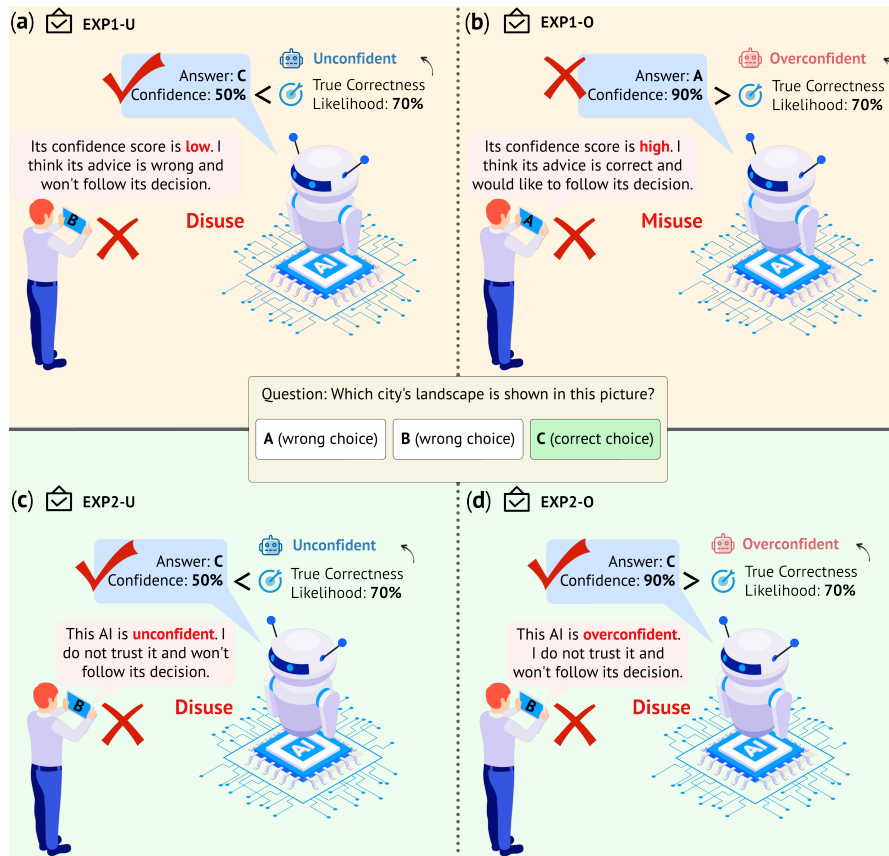 (a) EXP1-U
Answer: C
Confidence: 50%
<
Unconfident
True Correctness
Likelihood: 70%
Its confidence score is low. I
think its advice is wrong and
won't follow its decision.
B
Disuse
AI
(b) EXP1-O
Answer: A
Confidence: 90%
>
Overconfident
True Correctness
Likelihood: 70%
Its confidence score is high. I
think its advice is correct and
would like to follow its decision.
A
Misuse
AI
Question: Which city's landscape is shown in this picture?
A (wrong choice)
B (wrong choice)
C (correct choice)
(c) EXP2-U
Answer: C
Confidence: 50%
<
Unconfident
True Correctness
Likelihood: 70%
This AI is unconfident. I
do not trust it and won't
follow its decision.
B
Disuse
AI
(d) EXP2-O
Answer: C
Confidence: 90%
>
Overconfident
True Correctness
Likelihood: 70%
This AI is overconfident.
I do not trust it and
won't follow its decision.
B
Disuse
AI